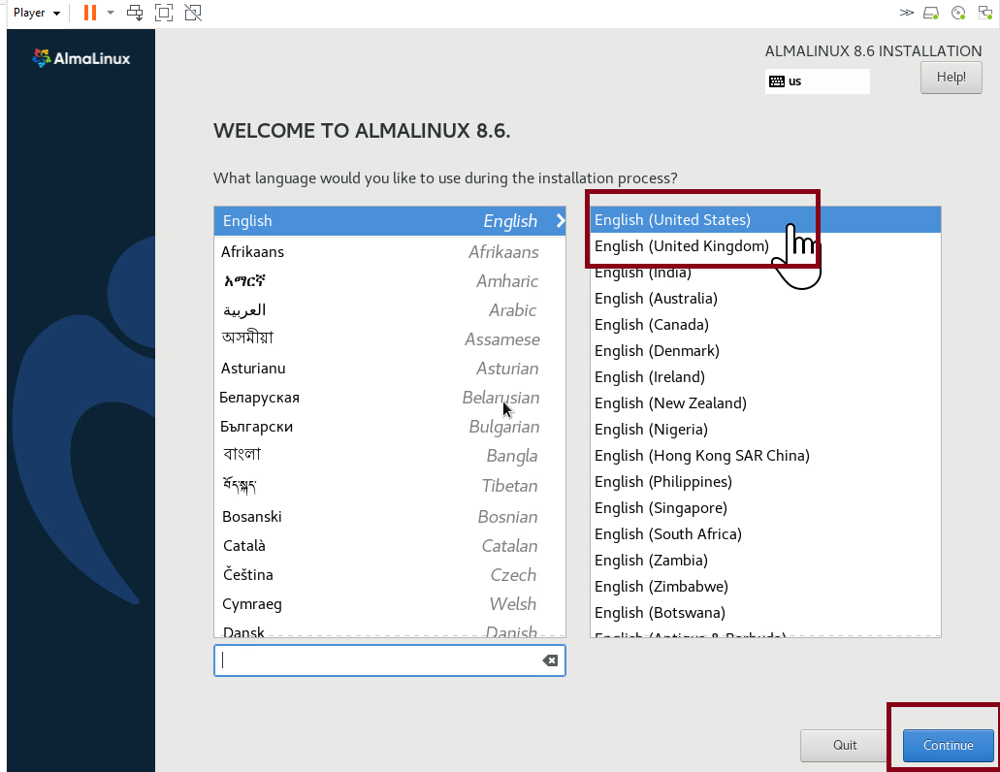 Player
AlmaLinux
ALMALINUX 8.6 INSTALLATION
us
Help!
WELCOME TO ALMALINUX 8.6.
What language would you like to use during the installation process?
English English
Afrikaans Afrikaans
አማርኛ Amharic
العربية Arabic
অসমীয়া Assamese
Asturianu Asturian
Беларуская Belarusian
Български Bulgarian
বাংলা Bangla
བོད་སྐད་ Tibetan
Bosanski Bosnian
Català Catalan
Čeština Czech
Cymraeg Welsh
Dansk Danish
English (United States)
English (United Kingdom)
English (India)
English (Australia)
English (Canada)
English (Denmark)
English (Ireland)
English (New Zealand)
English (Nigeria)
English (Hong Kong SAR China)
English (Philippines)
English (Singapore)
English (South Africa)
English (Zambia)
English (Zimbabwe)
English (Botswana)
English (Antigua & Barbuda)
Quit
Continue